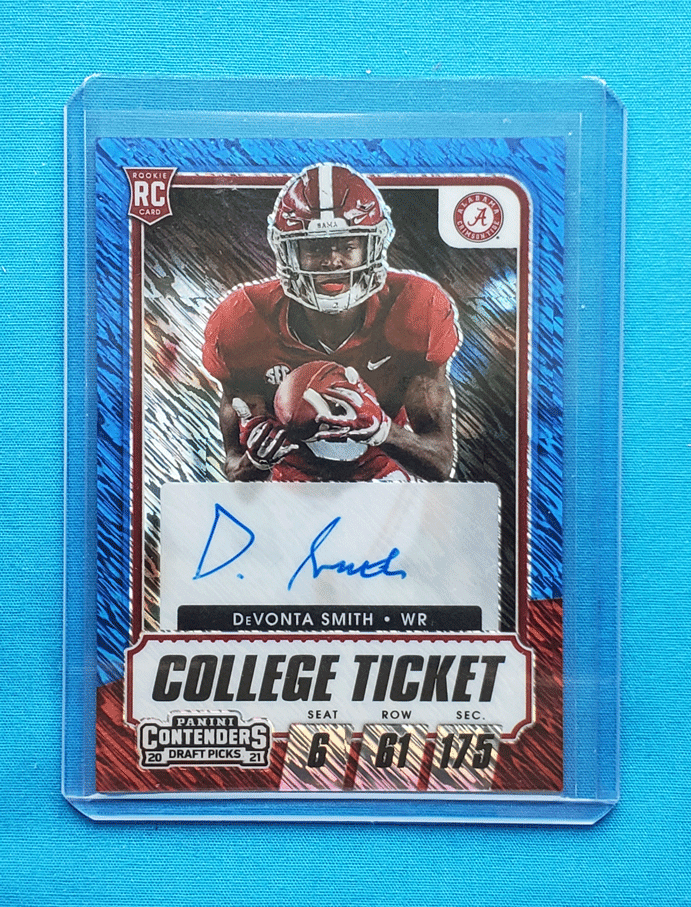 ROOKIE
RC
CARD
ALABAMA
A
CRIMSON TIDE
BAMA
SEC
D. Smith
DeVONTA SMITH • WR
COLLEGE TICKET
SEAT ROW SEC.
6 61 175
PANINI
CONTENDERS
DRAFT PICKS
20 21